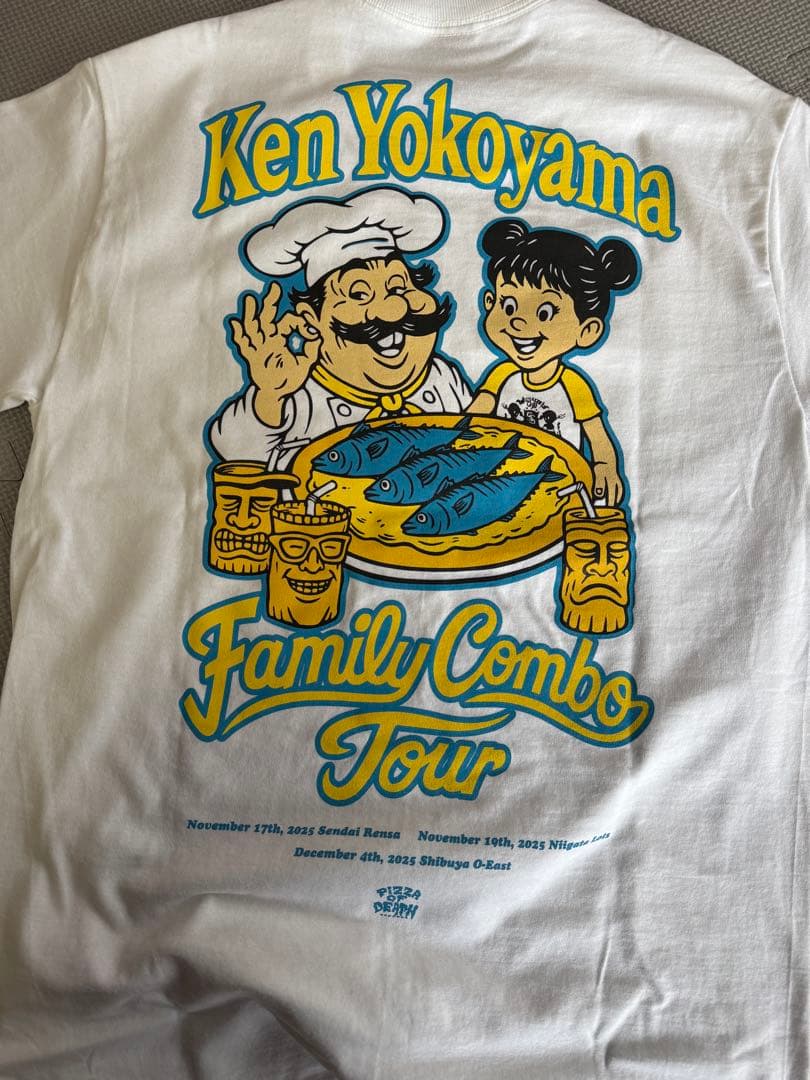 Ken Yokoyama
Family Combo
Tour
November 17th, 2025 Sendai Rensa November 19th, 2025 Niigata Lots
December 4th, 2025 Shibuya O-East
PIZZA
OF
DEATH